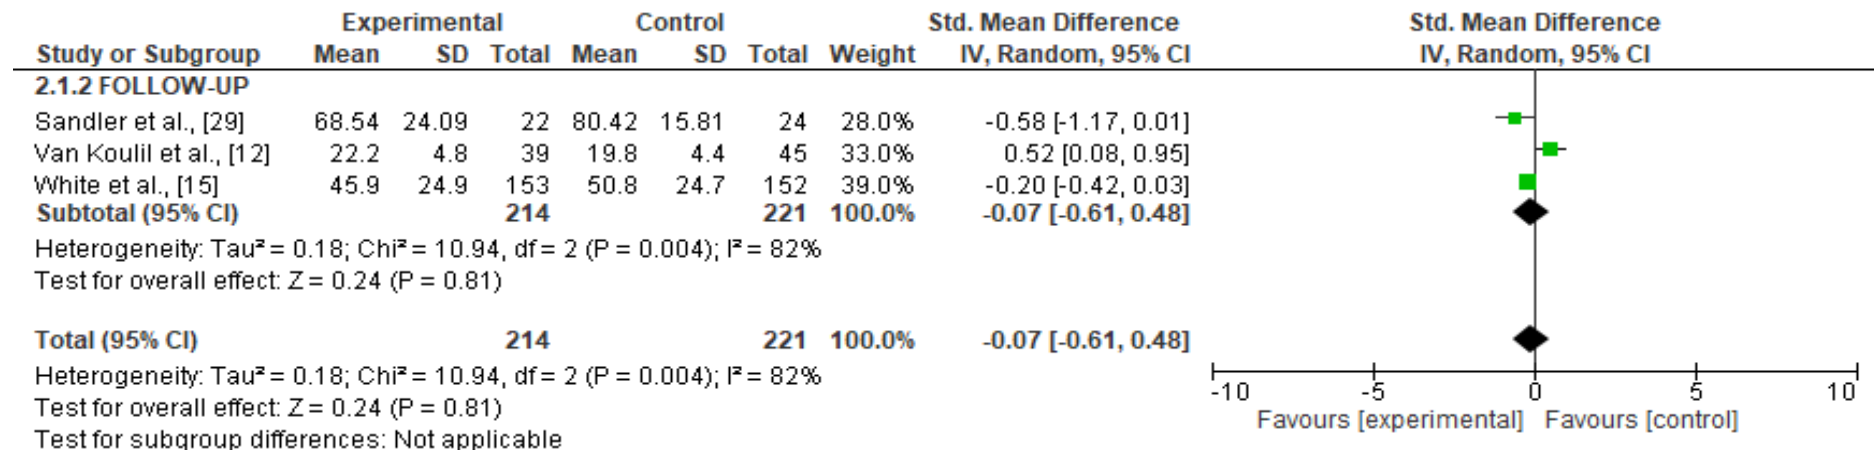 Experimental Control Std. Mean Difference Std. Mean Difference
Study or Subgroup Mean SD Total Mean SD Total Weight IV, Random, 95% CI IV, Random, 95% CI
2.1.2 FOLLOW-UP
Sandler et al., [29] 68.54 24.09 22 80.42 15.81 24 28.0% -0.58 [-1.17, 0.01]
Van Koulil et al., [12] 22.2 4.8 39 19.8 4.4 45 33.0% 0.52 [0.08, 0.95]
White et al., [15] 45.9 24.9 153 50.8 24.7 152 39.0% -0.20 [-0.42, 0.03]
Subtotal (95% CI) 214 221 100.0% -0.07 [-0.61, 0.48]
Heterogeneity: Tau² = 0.18; Chi² = 10.94, df = 2 (P = 0.004); I² = 82%
Test for overall effect: Z = 0.24 (P = 0.81)
Total (95% CI) 214 221 100.0% -0.07 [-0.61, 0.48]
Heterogeneity: Tau² = 0.18; Chi² = 10.94, df = 2 (P = 0.004); I² = 82%
Test for overall effect: Z = 0.24 (P = 0.81)
Test for subgroup differences: Not applicable
-10 -5 0 5 10
Favours [experimental] Favours [control]